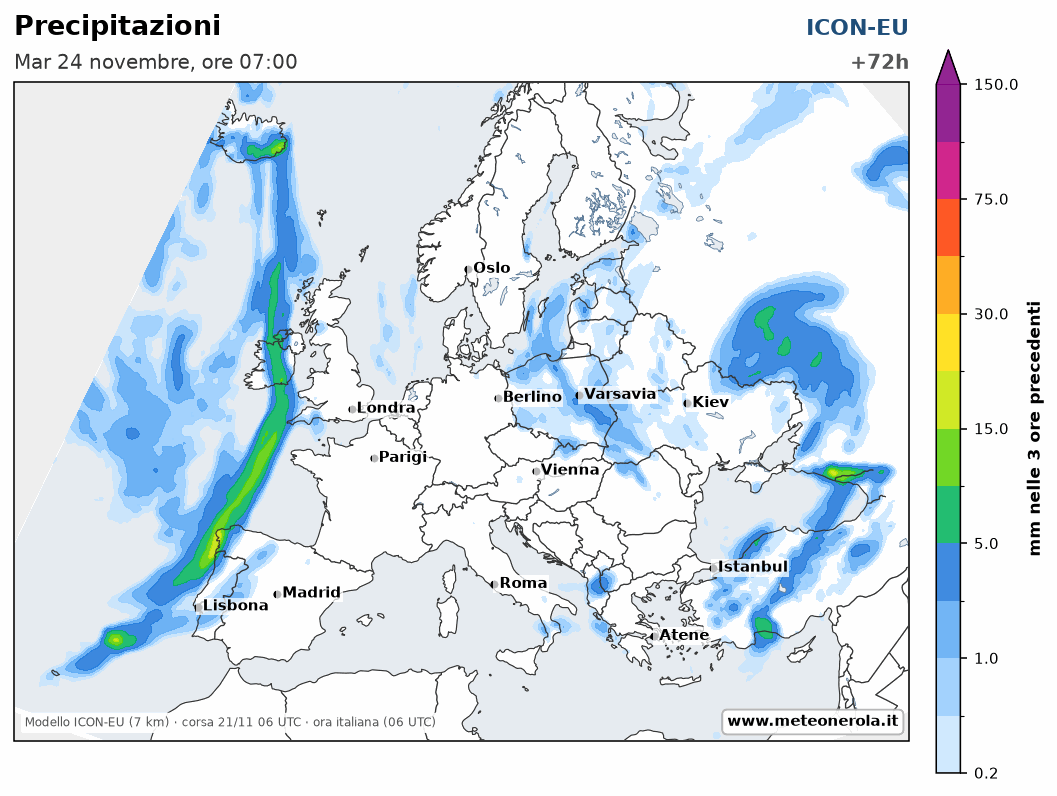 Precipitazioni
ICON-EU
Mar 24 novembre, ore 07:00
+72h
150.0
75.0
30.0
15.0
5.0
1.0
0.2
mm nelle 3 ore precedenti
Oslo
Berlino
Varsavia
Kiev
Londra
Parigi
Vienna
Istanbul
Roma
Madrid
Lisbona
Atene
Modello ICON-EU (7 km) · corsa 21/11 06 UTC · ora italiana (06 UTC)
www.meteonerola.it